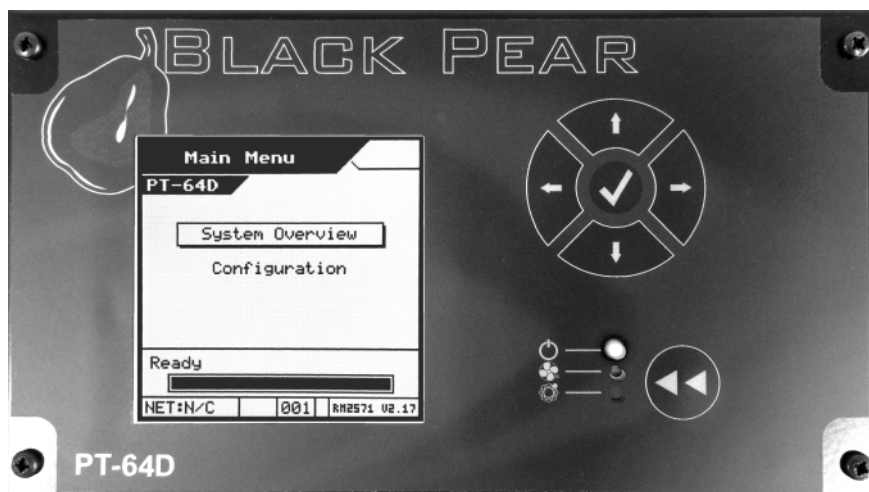 BLACK PEAR
Main Menu
PT-64D
System Overview
Configuration
Ready
NET:N/C 001 RM2571 V2.17
PT-64D